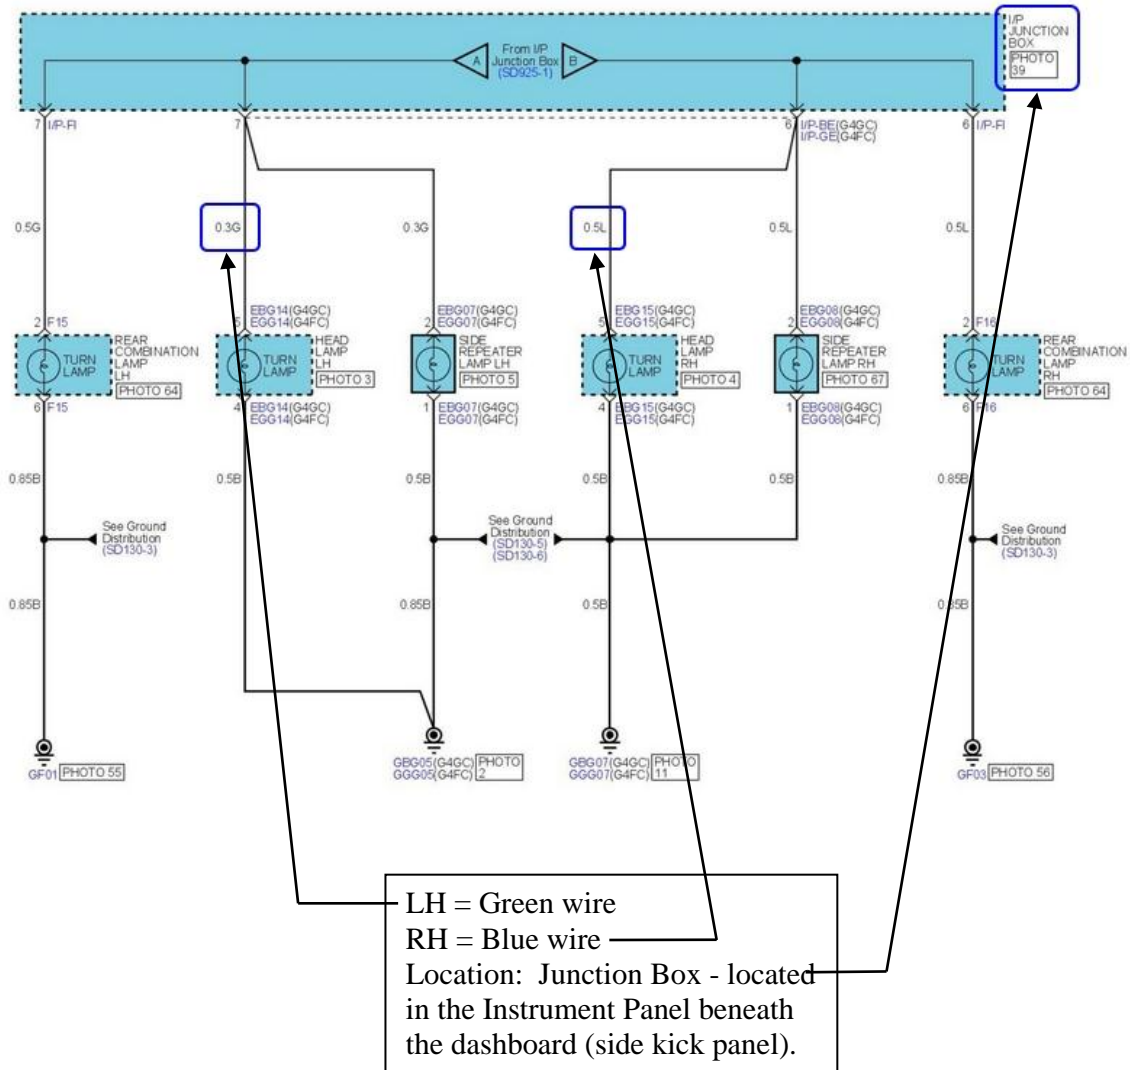 I/P
JUNCTION
BOX
PHOTO
39
From I/P
A Junction Box B
(SD925-1)
7 I/P-FI
7
6 I/P-BE(G4GC)
I/P-GE(G4FC)
6 I/P-FI
0.5G
0.3G
0.3G
0.5L
0.5L
0.5L
2 F15
5 EBG14(G4GC)
EGG14(G4FC)
2 EBG07(G4GC)
EGG07(G4FC)
5 EBG15(G4GC)
EGG15(G4FC)
2 EBG08(G4GC)
EGG08(G4FC)
2 F16
TURN
LAMP
REAR
COMBINATION
LAMP
LH
PHOTO 64
TURN
LAMP
HEAD
LAMP
LH
PHOTO 3
SIDE
REPEATER
LAMP LH
PHOTO 5
TURN
LAMP
HEAD
LAMP
RH
PHOTO 4
SIDE
REPEATER
LAMP RH
PHOTO 67
TURN
LAMP
REAR
COMBINATION
LAMP
RH
PHOTO 64
6 F15
4 EBG14(G4GC)
EGG14(G4FC)
1 EBG07(G4GC)
EGG07(G4FC)
4 EBG15(G4GC)
EGG15(G4FC)
1 EBG08(G4GC)
EGG08(G4FC)
6 F16
0.85B
0.5B
0.5B
0.5B
0.5B
0.85B
See Ground
Distribution
(SD130-3)
See Ground
Distribution
(SD130-5)
(SD130-6)
See Ground
Distribution
(SD130-3)
0.85B
0.85B
0.5B
0.85B
GF01 PHOTO 55
GBG05(G4GC)
GGG05(G4FC)
PHOTO
2
GBG07(G4GC)
GGG07(G4FC)
PHOTO
11
GF03 PHOTO 56
LH = Green wire
RH = Blue wire
Location: Junction Box - located
in the Instrument Panel beneath
the dashboard (side kick panel).